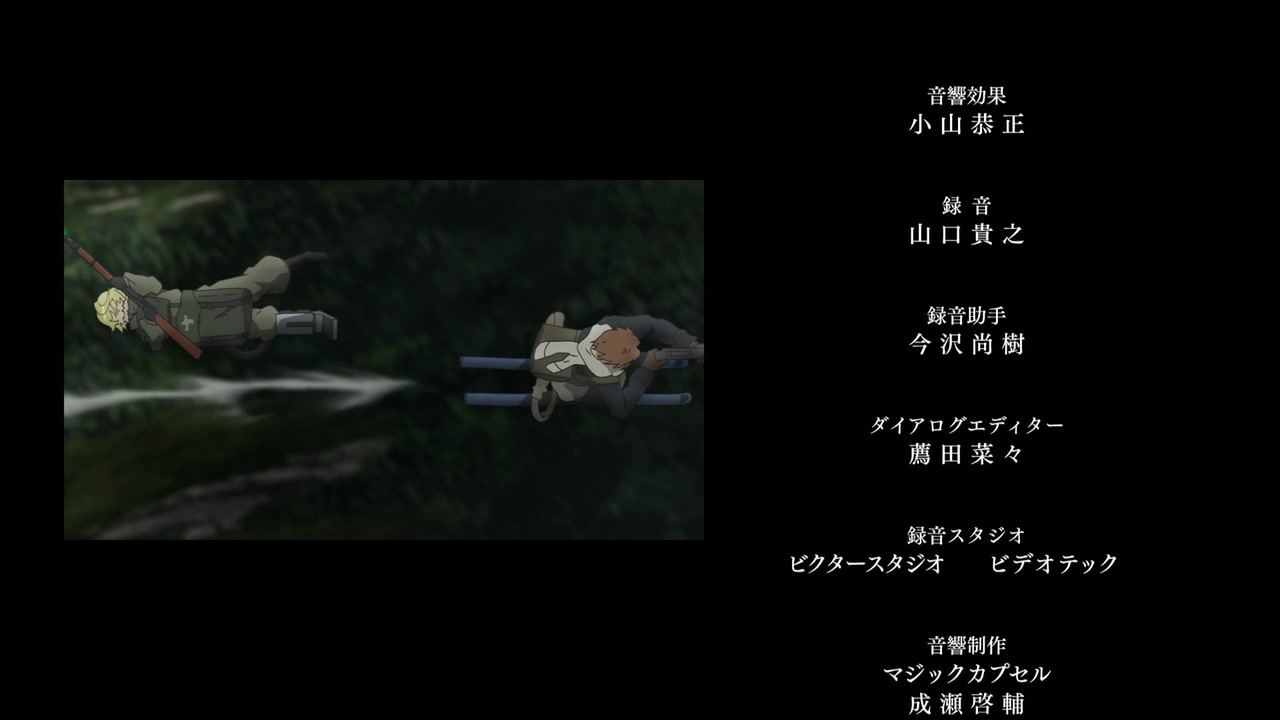 音響効果
小山恭正
録音
山口貴之
録音助手
今沢尚樹
ダイアログエディター
薦田菜々
録音スタジオ
ビクタースタジオ　ビデオテック
音響制作
マジックカプセル
成瀬啓輔